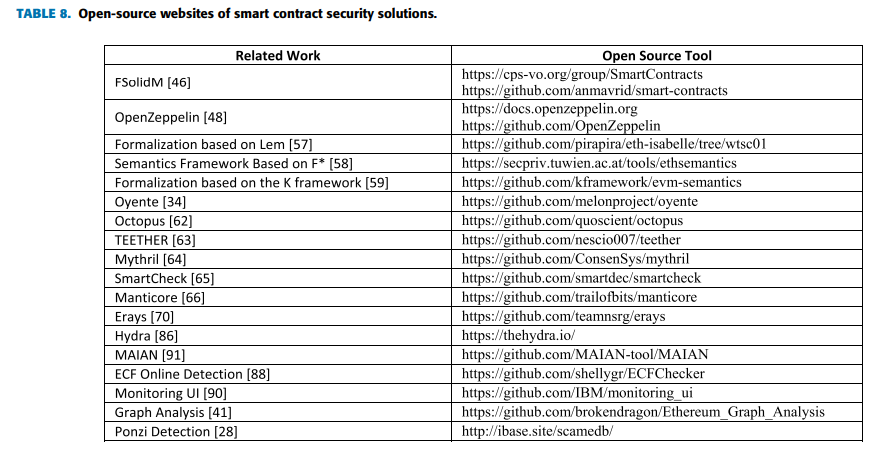 TABLE 8. Open-source websites of smart contract security solutions.
Related Work Open Source Tool
FSolidM [46] https://cps-vo.org/group/SmartContracts
https://github.com/anmavrid/smart-contracts
OpenZeppelin [48] https://docs.openzeppelin.org
https://github.com/OpenZeppelin
Formalization based on Lem [57] https://github.com/pirapira/eth-isabelle/tree/wtsc01
Semantics Framework Based on F* [58] https://secpriv.tuwien.ac.at/tools/ethsemantics
Formalization based on the K framework [59] https://github.com/kframework/evm-semantics
Oyente [34] https://github.com/melonproject/oyente
Octopus [62] https://github.com/quoscient/octopus
TEETHER [63] https://github.com/nescio007/teether
Mythril [64] https://github.com/ConsenSys/mythril
SmartCheck [65] https://github.com/smartdec/smartcheck
Manticore [66] https://github.com/trailofbits/manticore
Erays [70] https://github.com/teamnsrg/erays
Hydra [86] https://thehydra.io/
MAIAN [91] https://github.com/MAIAN-tool/MAIAN
ECF Online Detection [88] https://github.com/shellygr/ECFChecker
Monitoring UI [90] https://github.com/IBM/monitoring_ui
Graph Analysis [41] https://github.com/brokendragon/Ethereum_Graph_Analysis
Ponzi Detection [28] http://ibase.site/scamedb/